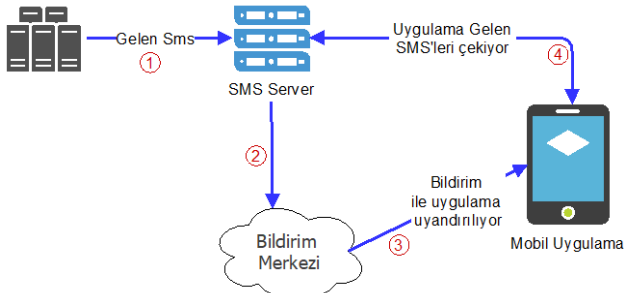 Gelen Sms
1
SMS Server
Uygulama Gelen
SMS'leri çekiyor
4
2
Bildirim
Merkezi
3
Bildirim
ile uygulama
uyandırılıyor
Mobil Uygulama